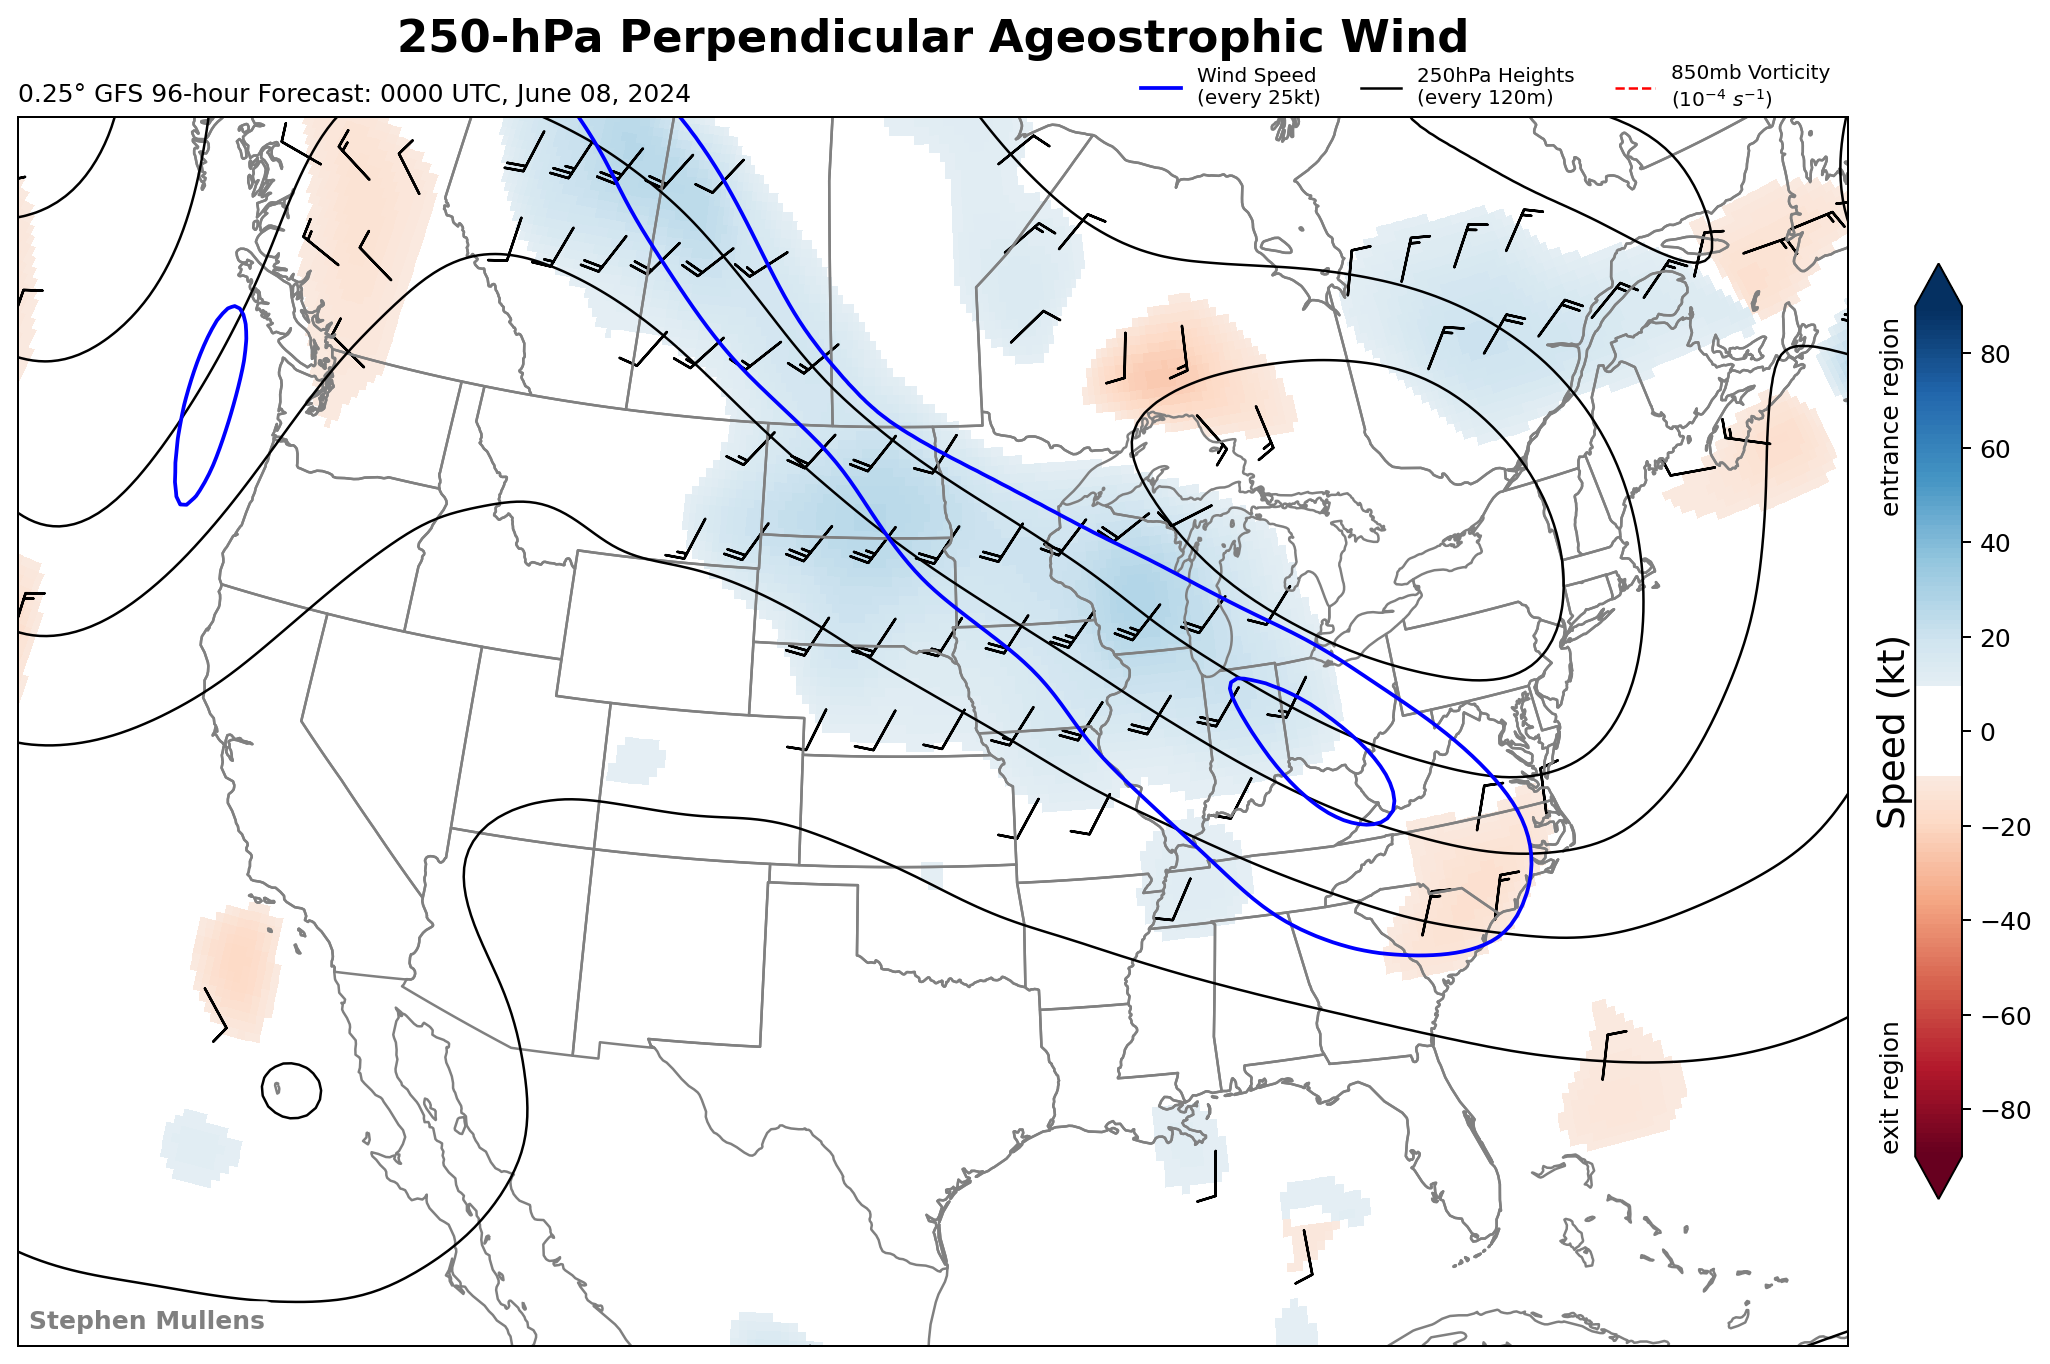 250-hPa Perpendicular Ageostrophic Wind
0.25° GFS 96-hour Forecast: 0000 UTC, June 08, 2024
Wind Speed
(every 25kt)
250hPa Heights
(every 120m)
850mb Vorticity
(10⁻⁴ s⁻¹)
entrance region
Speed (kt)
exit region
80
60
40
20
0
−20
−40
−60
−80
Stephen Mullens